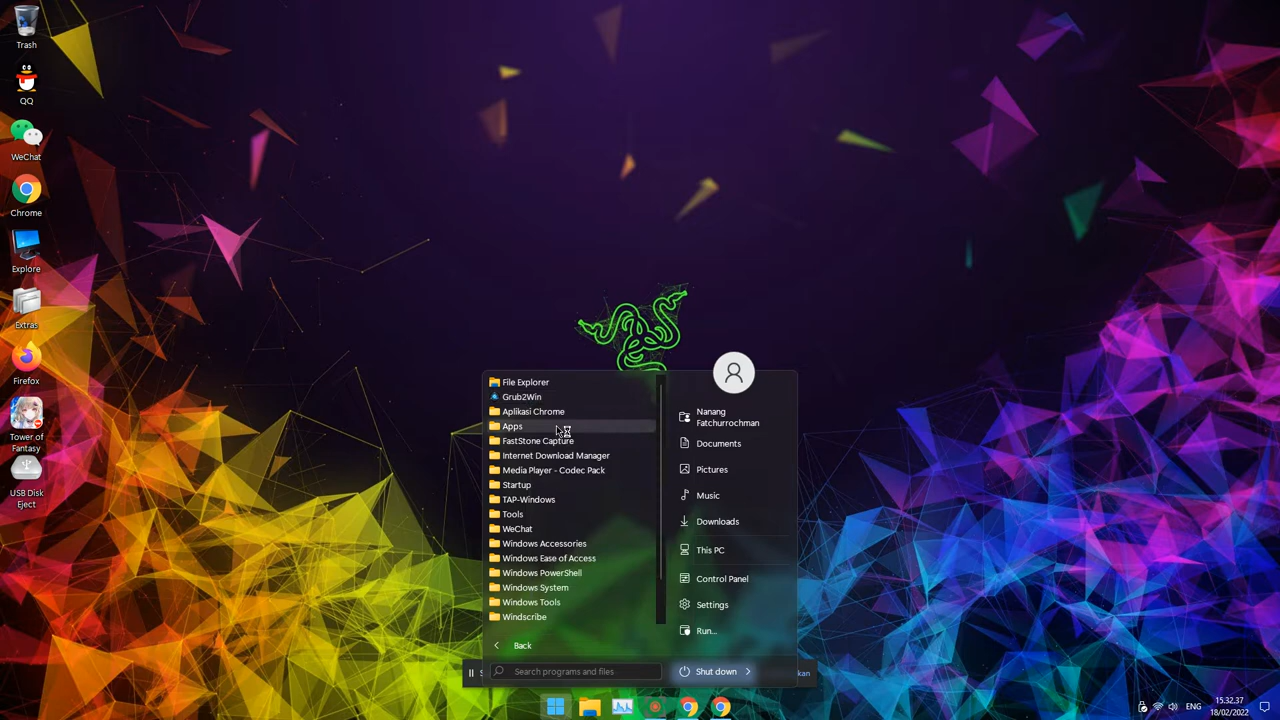 Trash
QQ
WeChat
Chrome
Explore
Extras
Firefox
Tower of
Fantasy
USB Disk
Eject
File Explorer
Grub2Win
Aplikasi Chrome
Apps
FastStone Capture
Internet Download Manager
Media Player - Codec Pack
Startup
TAP-Windows
Tools
WeChat
Windows Accessories
Windows Ease of Access
Windows PowerShell
Windows System
Windows Tools
Windscribe
Back
Search programs and files
Nanang
Fatchurrochman
Documents
Pictures
Music
Downloads
This PC
Control Panel
Settings
Run...
Shut down
kan
ENG
15.32.37
18/02/2022